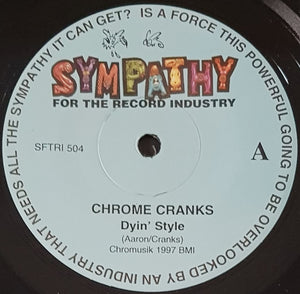 IS A FORCE THIS POWERFUL GOING TO BE OVERLOOKED BY AN INDUSTRY THAT NEEDS ALL THE SYMPATHY IT CAN GET?
SYMPATHY
FOR THE RECORD INDUSTRY
SFTRI 504
A
CHROME CRANKS
Dyin' Style
(Aaron/Cranks)
Chromusik 1997 BMI